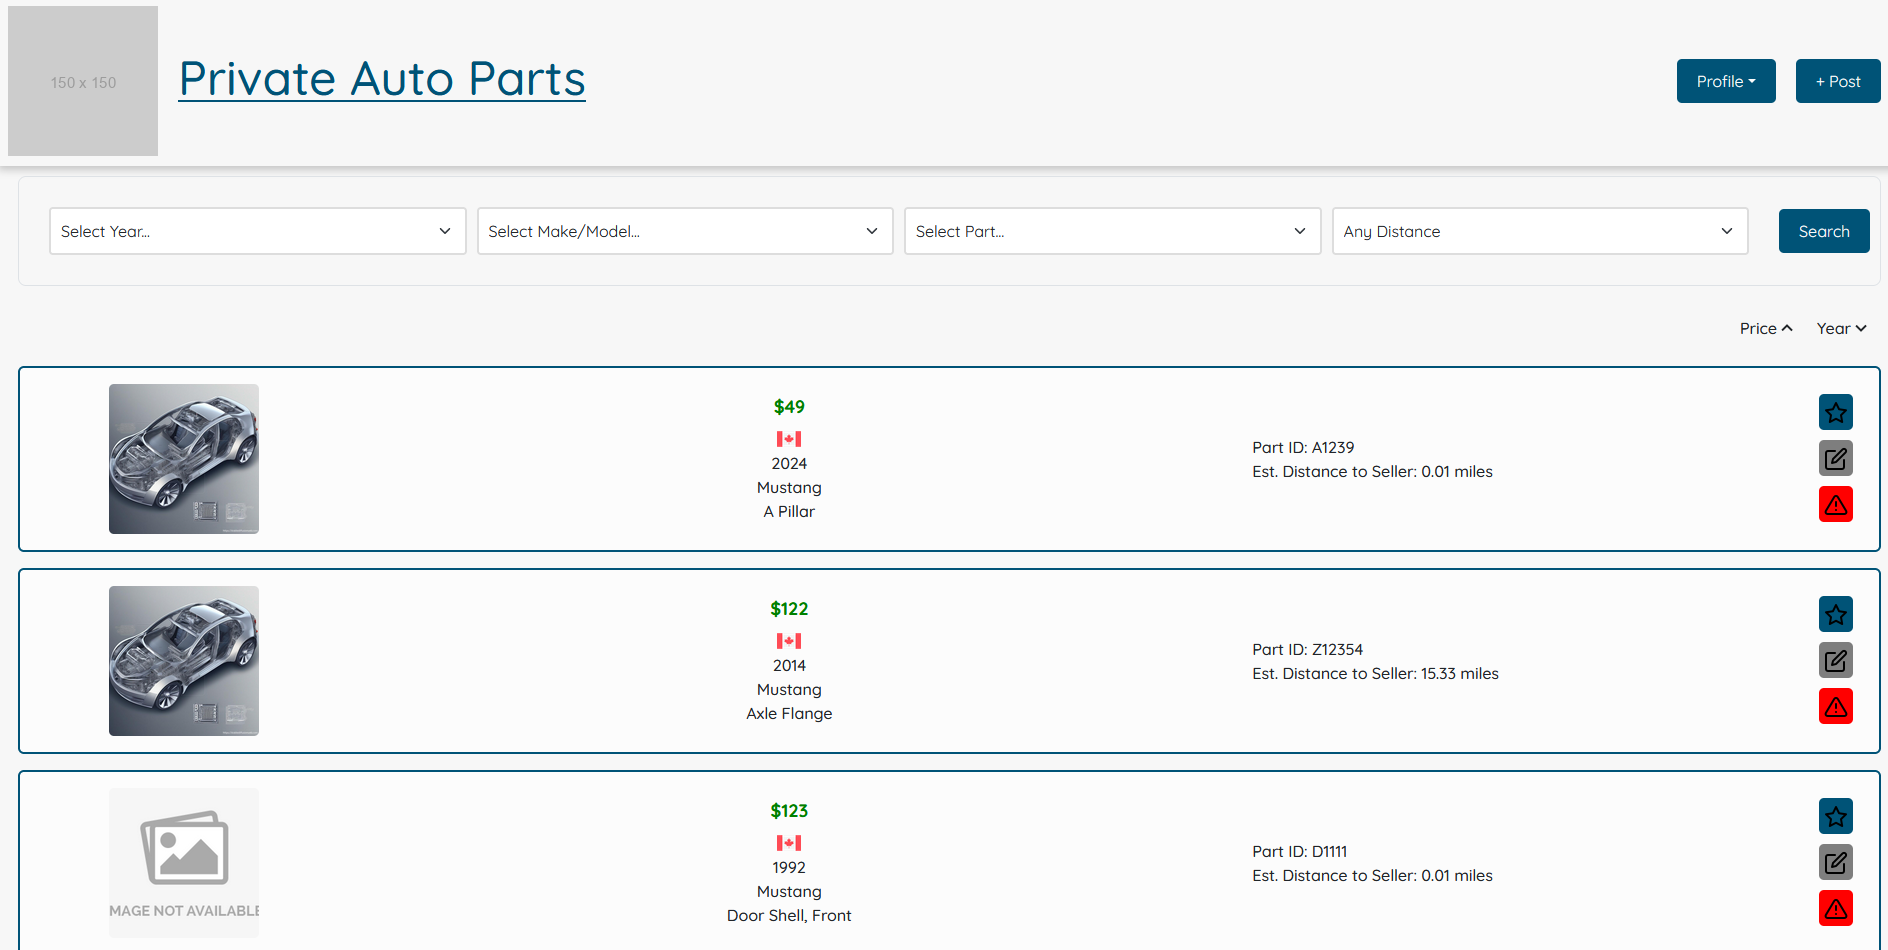 150 x 150
Private Auto Parts
Profile
+ Post
Select Year...
Select Make/Model...
Select Part...
Any Distance
Search
Price
Year
$49
2024
Mustang
A Pillar
Part ID: A1239
Est. Distance to Seller: 0.01 miles
$122
2014
Mustang
Axle Flange
Part ID: Z12354
Est. Distance to Seller: 15.33 miles
MAGE NOT AVAILABLE
$123
1992
Mustang
Door Shell, Front
Part ID: D1111
Est. Distance to Seller: 0.01 miles